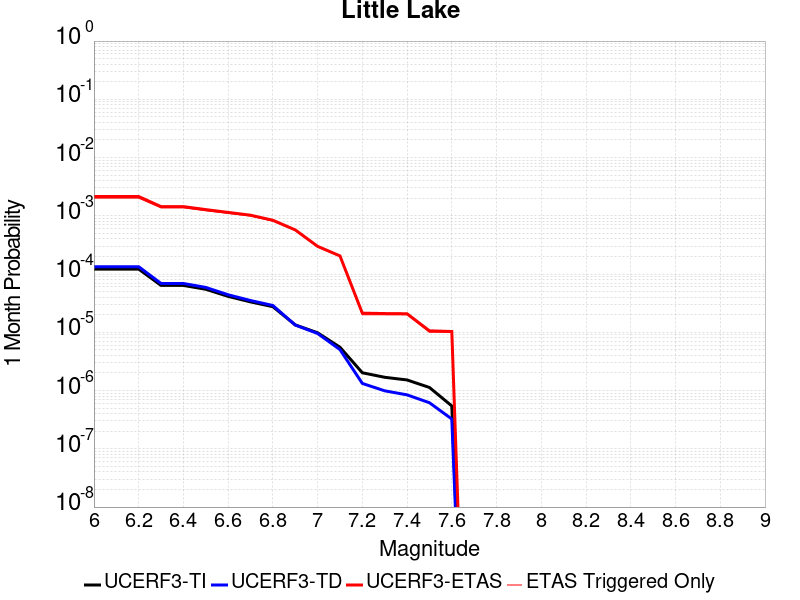 Little Lake
10^0
10^-1
10^-2
10^-3
10^-4
10^-5
10^-6
10^-7
10^-8
1 Month Probability
6 6.2 6.4 6.6 6.8 7 7.2 7.4 7.6 7.8 8 8.2 8.4 8.6 8.8 9
Magnitude
UCERF3-TI UCERF3-TD UCERF3-ETAS ETAS Triggered Only